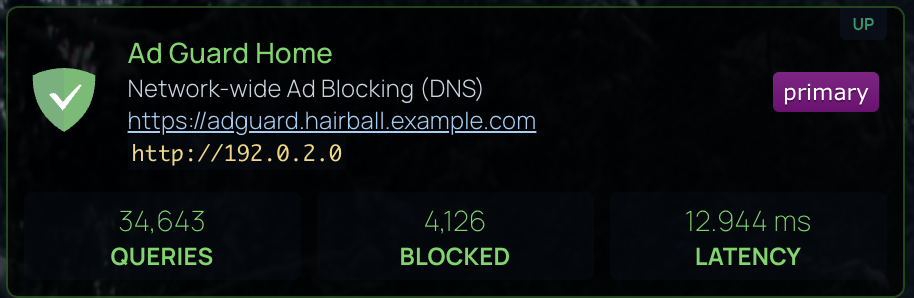 UP
Ad Guard Home
Network-wide Ad Blocking (DNS)
https://adguard.hairball.example.com
http://192.0.2.0
primary
34,643
QUERIES
4,126
BLOCKED
12.944 ms
LATENCY